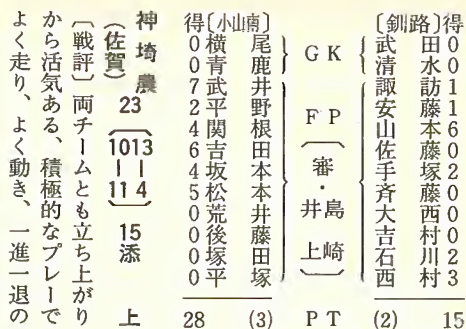 〔釧路〕得
武田 0
清水 0
諏訪 1
安藤 1
山本 6
佐藤 0
手塚 2
斉藤 0
大西 0
吉村 0
石川 2
西村 3
(2) 15
GK
FP
〔審・島崎
井上〕
PT
得〔小山南〕
0 横尾
0 青鹿
7 武井
2 平野
4 関根
6 吉田
4 坂本
5 松本
0 荒井
0 後藤
0 塚田
0 平塚
28 (3)
神埼農
(佐賀) 23 (13-4
10-11) 15 添上
〔戦評〕両チームとも立ち上がり
から活気ある、積極的なプレーで
よく走り、よく動き、一進一退の